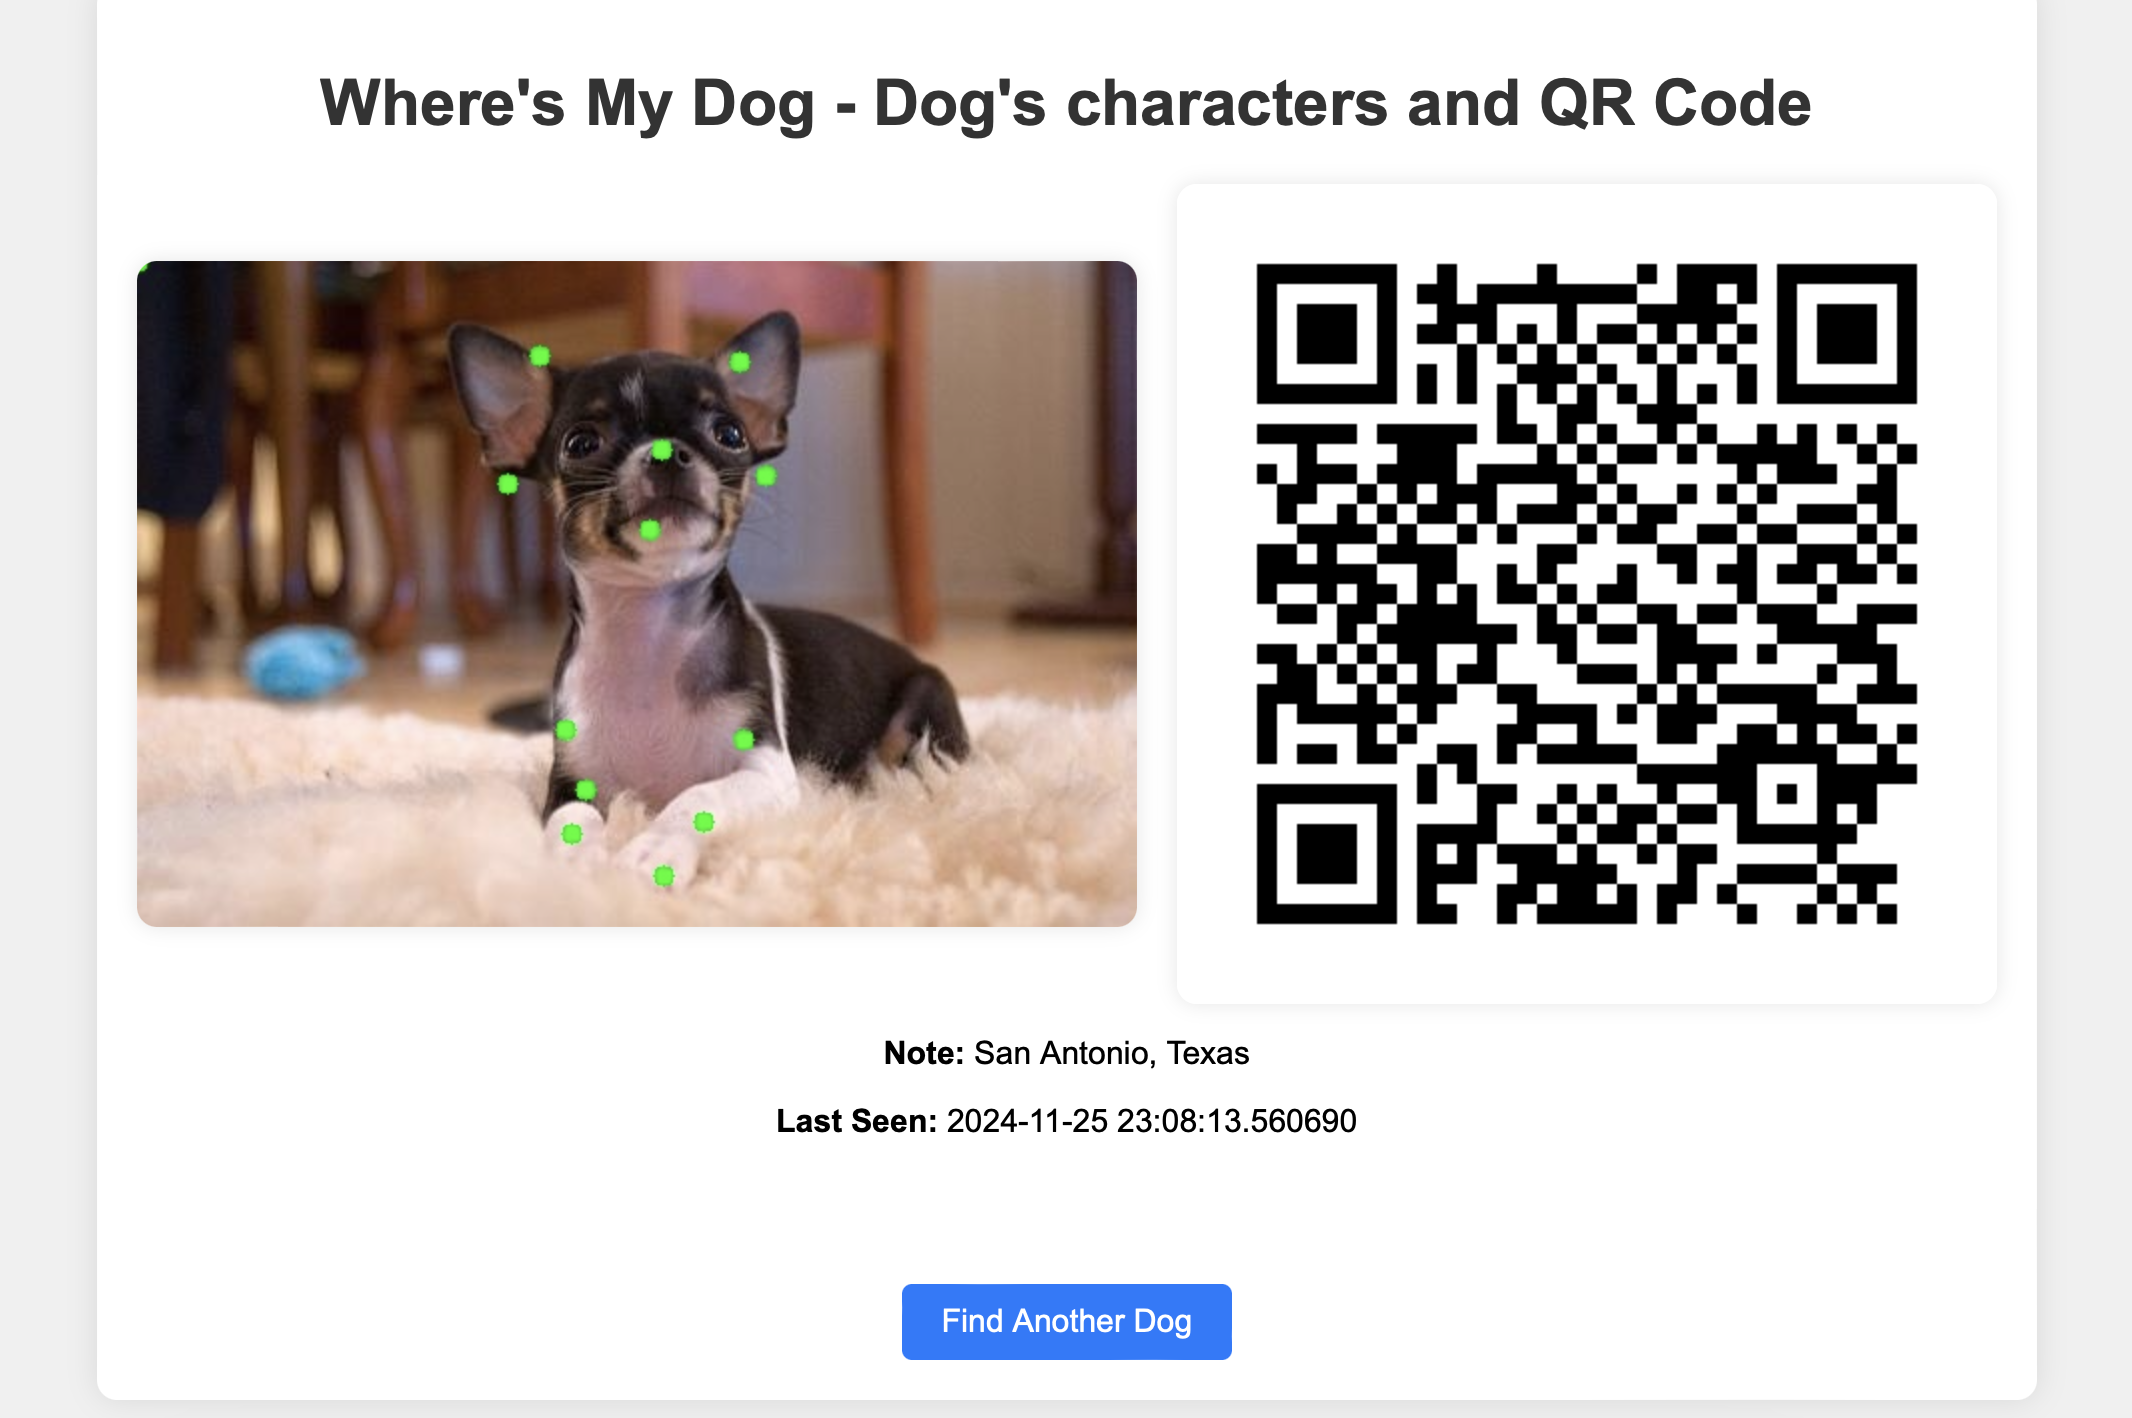 Where's My Dog - Dog's characters and QR Code
Note: San Antonio, Texas
Last Seen: 2024-11-25 23:08:13.560690
Find Another Dog